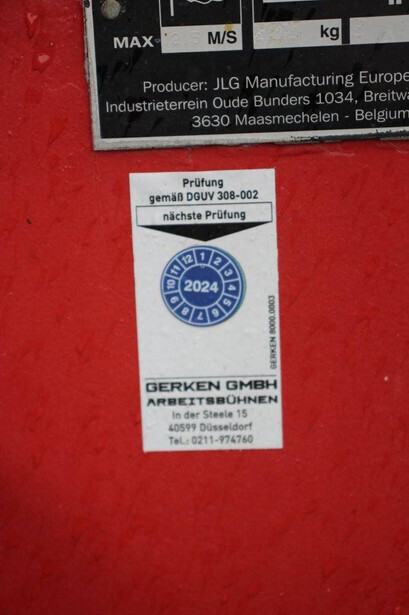 MAX 12,5 M/S
kg
Producer: JLG Manufacturing Europe
Industrieterrein Oude Bunders 1034, Breitwa
3630 Maasmechelen - Belgium
Prüfung
gemäß DGUV 308-002
nächste Prüfung
12 1 2 3 4 5 6 7 8 9 10 11
2024
GERKEN 8000.0003
GERKEN GMBH
ARBEITSBÜHNEN
In der Steele 15
40599 Düsseldorf
Tel.: 0211-974760